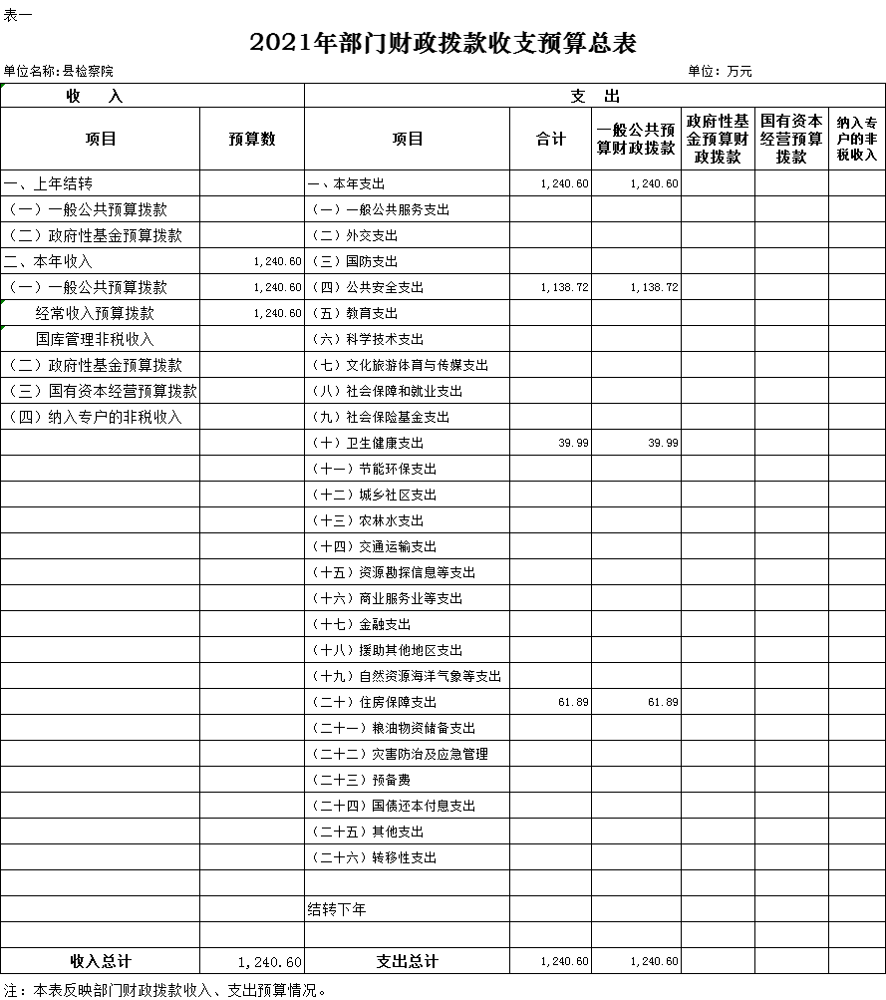 表一
2021年部门财政拨款收支预算总表
单位名称:县检察院 单位：万元
收 入 支 出
项目 预算数 项目 合计 一般公共预算财政拨款 政府性基金预算财政拨款 国有资本经营预算拨款 纳入专户的非税收入
一、上年结转 一、本年支出 1,240.60 1,240.60
（一）一般公共预算拨款 （一）一般公共服务支出
（二）政府性基金预算拨款 （二）外交支出
二、本年收入 1,240.60 （三）国防支出
（一）一般公共预算拨款 1,240.60 （四）公共安全支出 1,138.72 1,138.72
经常收入预算拨款 1,240.60 （五）教育支出
国库管理非税收入 （六）科学技术支出
（二）政府性基金预算拨款 （七）文化旅游体育与传媒支出
（三）国有资本经营预算拨款 （八）社会保障和就业支出
（四）纳入专户的非税收入 （九）社会保险基金支出
（十）卫生健康支出 39.99 39.99
（十一）节能环保支出
（十二）城乡社区支出
（十三）农林水支出
（十四）交通运输支出
（十五）资源勘探信息等支出
（十六）商业服务业等支出
（十七）金融支出
（十八）援助其他地区支出
（十九）自然资源海洋气象等支出
（二十）住房保障支出 61.89 61.89
（二十一）粮油物资储备支出
（二十二）灾害防治及应急管理
（二十三）预备费
（二十四）国债还本付息支出
（二十五）其他支出
（二十六）转移性支出
结转下年
收入总计 1,240.60 支出总计 1,240.60 1,240.60
注：本表反映部门财政拨款收入、支出预算情况。